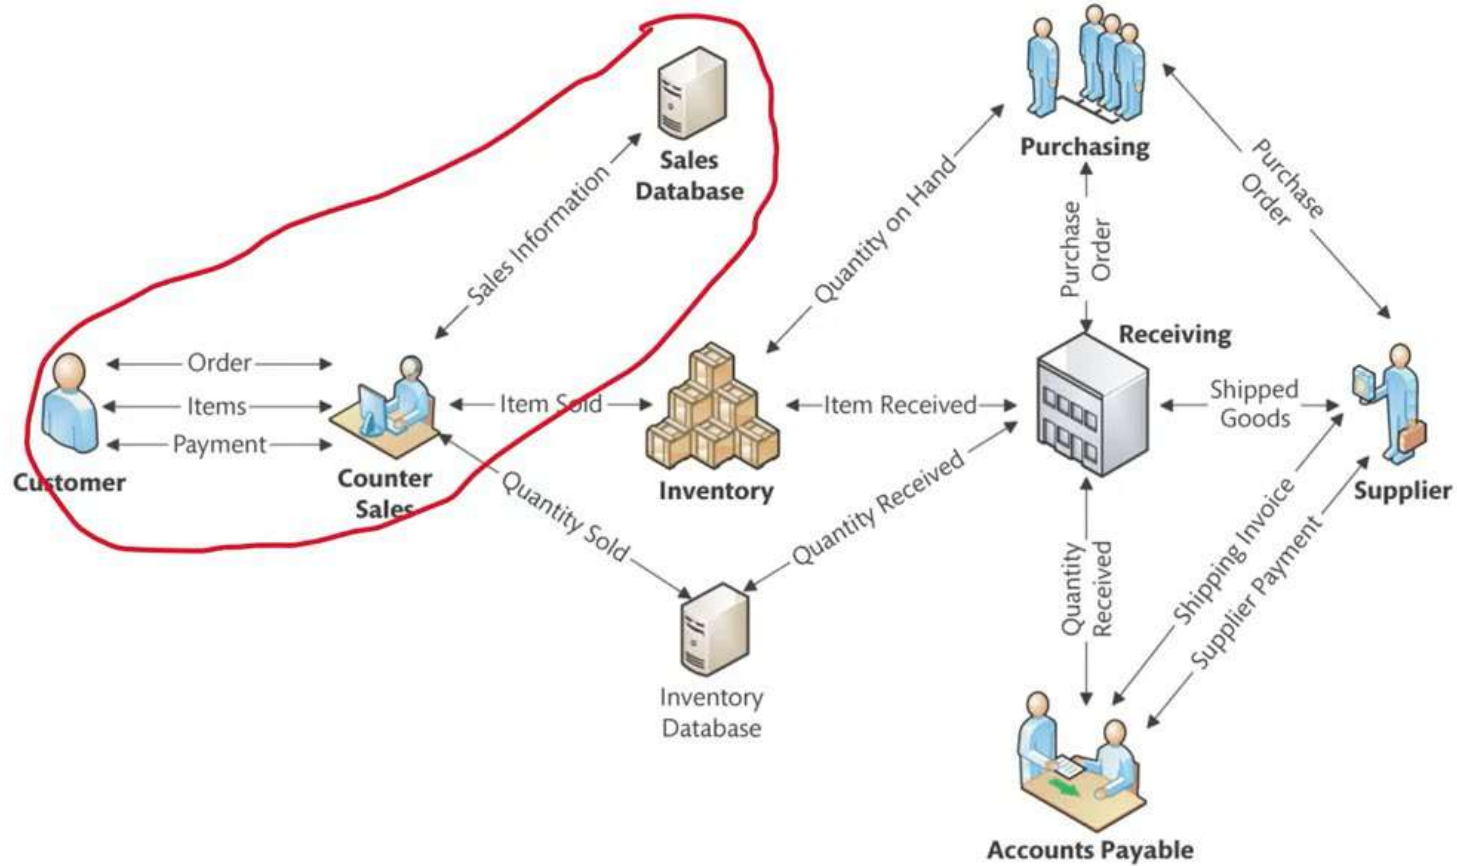 Sales
Database
Purchasing
Purchase
Order
Sales Information
Quantity on Hand
Purchase
Order
Receiving
Order
Items
Payment
Item Sold
Item Received
Shipped
Goods
Customer
Counter
Sales
Inventory
Supplier
Quantity Sold
Quantity Received
Quantity
Received
Shipping Invoice
Supplier Payment
Inventory
Database
Accounts Payable